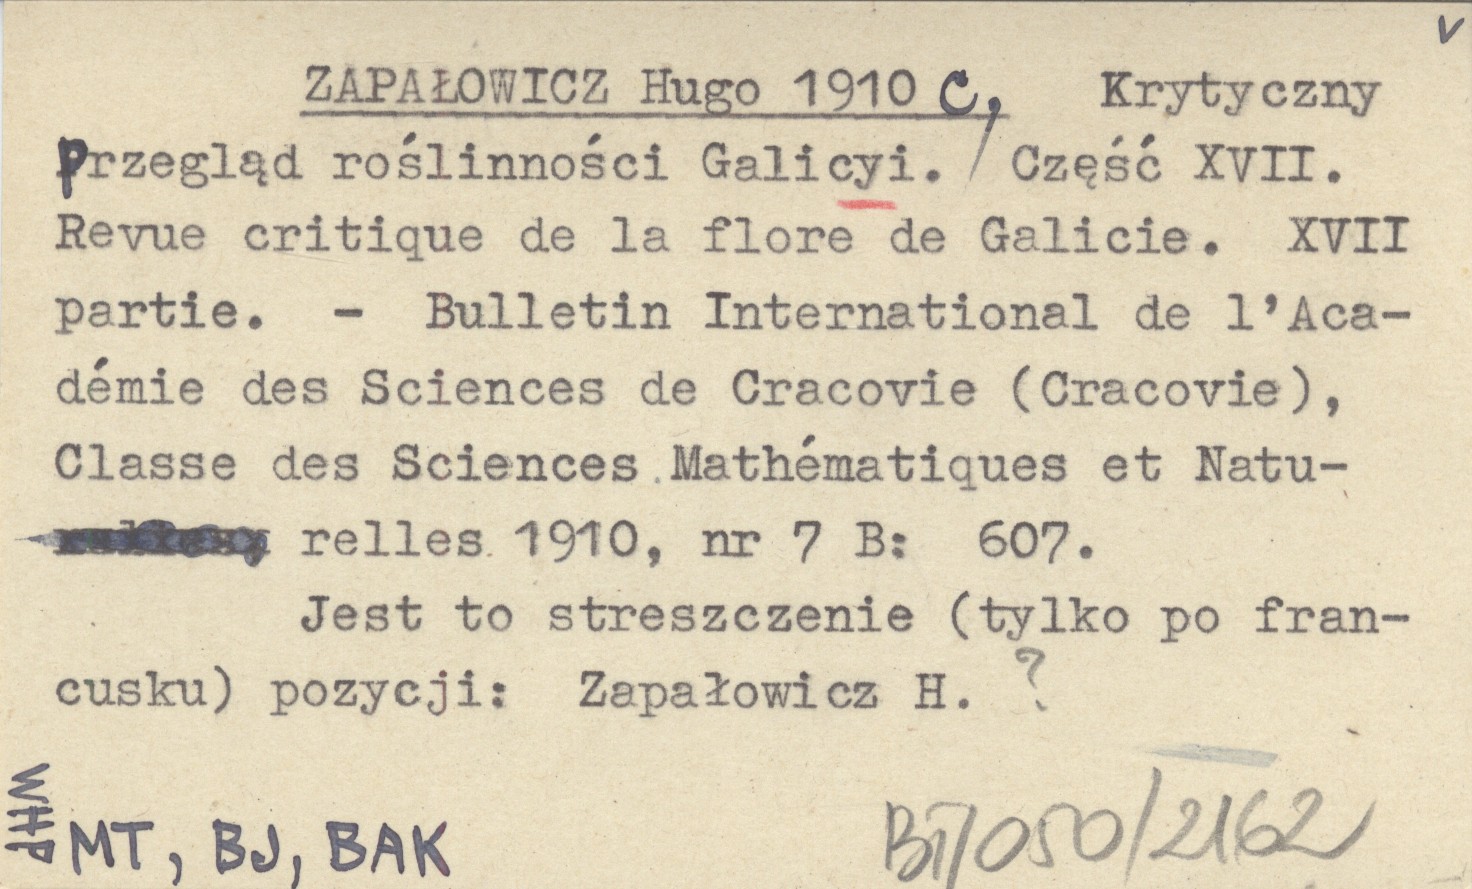 v
ZAPAŁOWICZ Hugo 1910 C, Krytyczny
Przegląd roślinności Galicyi. / Część XVII.
Revue critique de la flore de Galicie. XVII
partie. - Bulletin International de l'Aca-
démie des Sciences de Cracovie (Cracovie),
Classe des Sciences Mathématiques et Natu-
relles 1910, nr 7 B: 607.
Jest to streszczenie (tylko po fran-
cusku) pozycji: Zapałowicz H. ?
MT, BJ, BAK
/050/2162